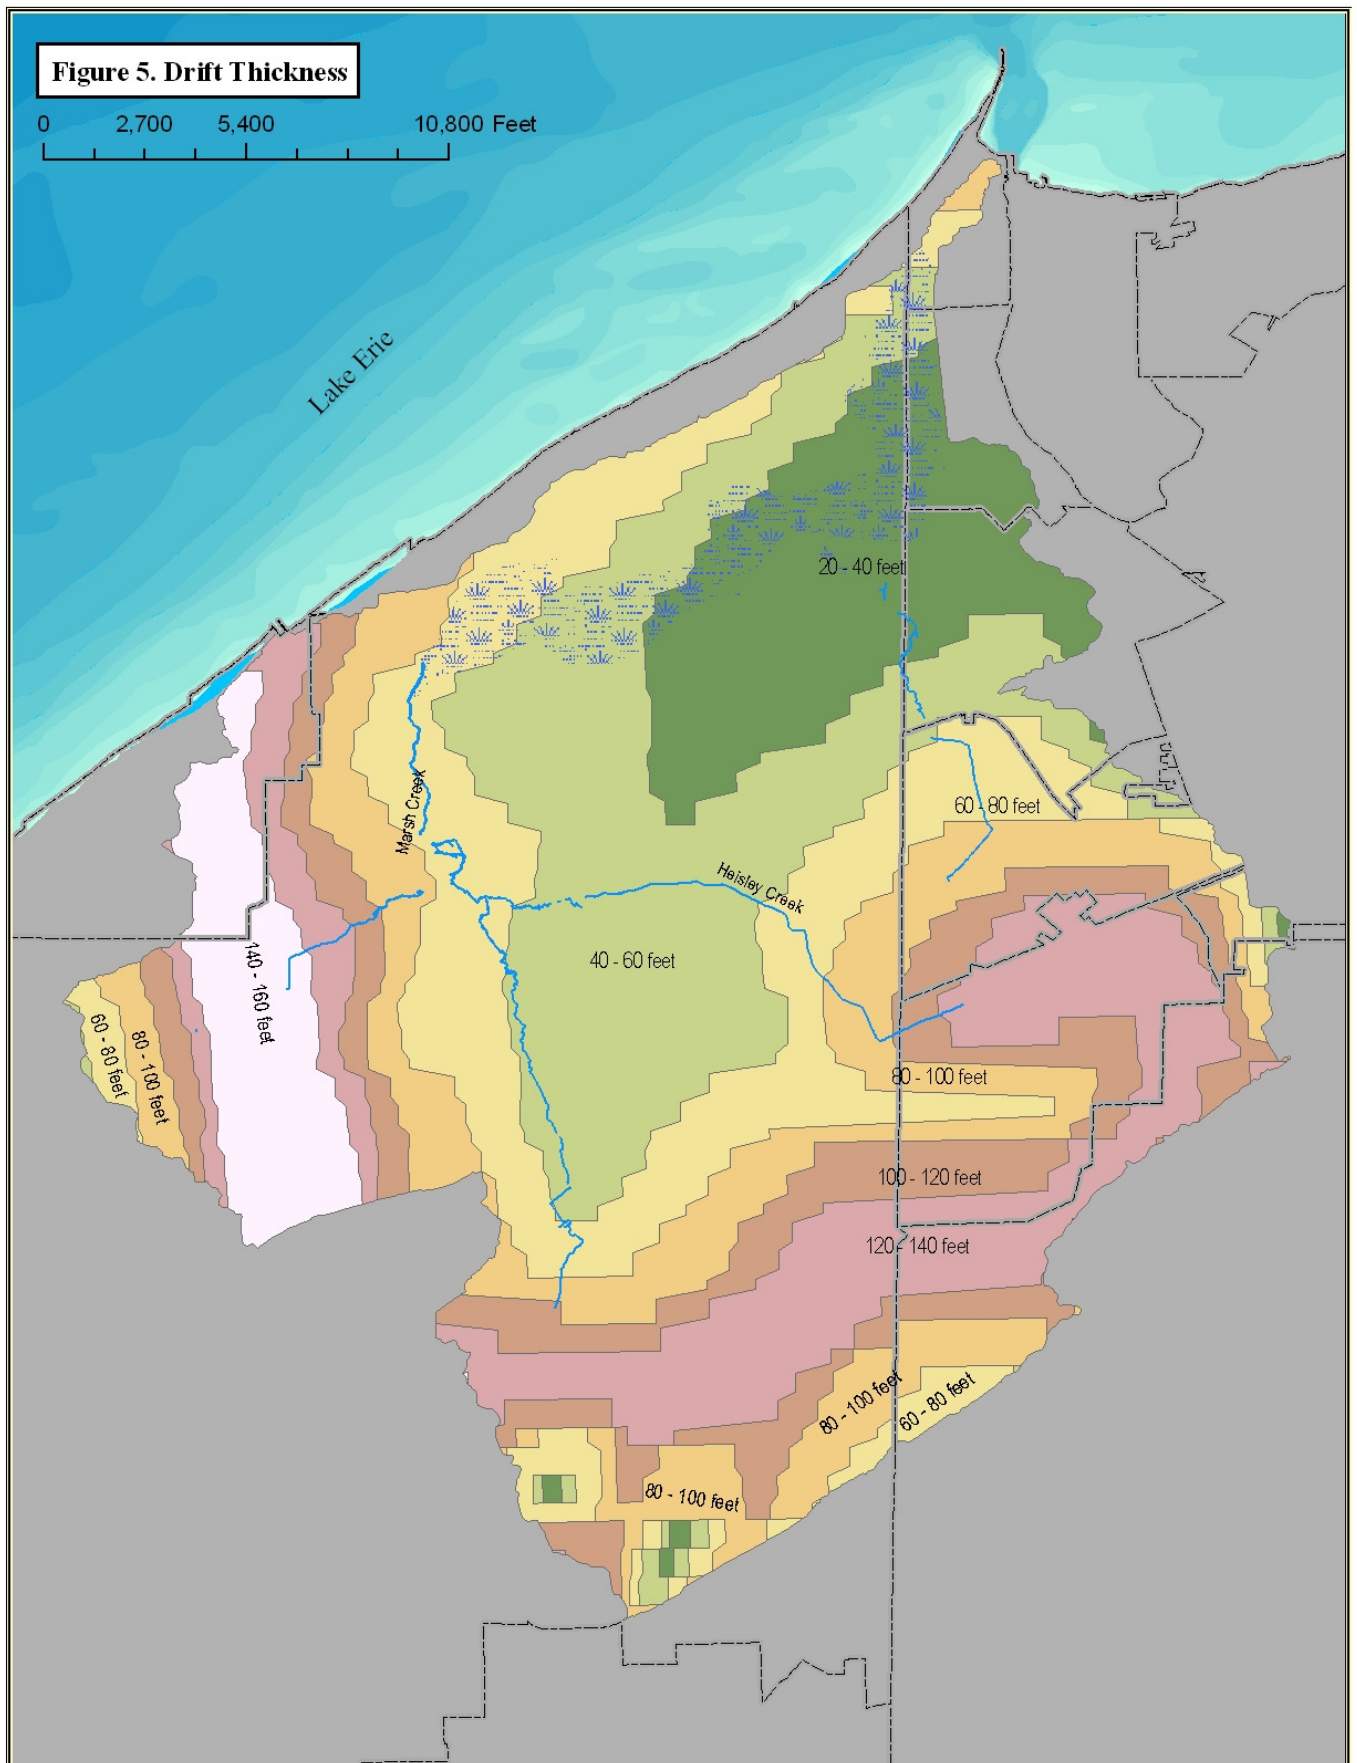 Figure 5. Drift Thickness
0 2,700 5,400 10,800 Feet
Lake Erie
20 - 40 feet
Marsh Creek
60 - 80 feet
Heisley Creek
40 - 60 feet
140 - 160 feet
60 - 80 feet
80 - 100 feet
80 - 100 feet
100 - 120 feet
120 - 140 feet
80 - 100 feet
60 - 80 feet
80 - 100 feet